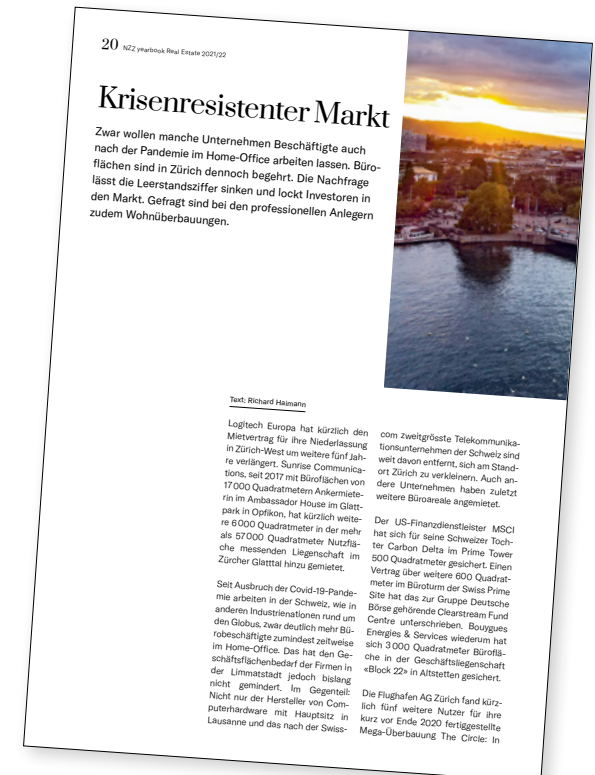 20 NZZ yearbook Real Estate 2021/22
Krisenresistenter Markt
Zwar wollen manche Unternehmen Beschäftigte auch
nach der Pandemie im Home-Office arbeiten lassen. Büro-
flächen sind in Zürich dennoch begehrt. Die Nachfrage
lässt die Leerstandsziffer sinken und lockt Investoren in
den Markt. Gefragt sind bei den professionellen Anlegern
zudem Wohnüberbauungen.
Text: Richard Haimann
Logitech Europa hat kürzlich den
Mietvertrag für ihre Niederlassung
in Zürich-West um weitere fünf Jah-
re verlängert. Sunrise Communica-
tions, seit 2017 mit Büroflächen von
17 000 Quadratmetern Ankermiete-
rin im Ambassador House im Glatt-
park in Opfikon, hat kürzlich weite-
re 6 000 Quadratmeter in der mehr
als 57 000 Quadratmeter Nutzflä-
che messenden Liegenschaft im
Zürcher Glatttal hinzu gemietet.
Seit Ausbruch der Covid-19-Pande-
mie arbeiten in der Schweiz, wie in
anderen Industrienationen rund um
den Globus, zwar deutlich mehr Bü-
robeschäftigte zumindest zeitweise
im Home-Office. Das hat den Ge-
schäftsflächenbedarf der Firmen in
der Limmatstadt jedoch bislang
nicht gemindert. Im Gegenteil:
Nicht nur der Hersteller von Com-
puterhardware mit Hauptsitz in
Lausanne und das nach der Swiss-
com zweitgrösste Telekommunika-
tionsunternehmen der Schweiz sind
weit davon entfernt, sich am Stand-
ort Zürich zu verkleinern. Auch an-
dere Unternehmen haben zuletzt
weitere Büroareale angemietet.
Der US-Finanzdienstleister MSCI
hat sich für seine Schweizer Toch-
ter Carbon Delta im Prime Tower
500 Quadratmeter gesichert. Einen
Vertrag über weitere 600 Quadrat-
meter im Büroturm der Swiss Prime
Site hat das zur Gruppe Deutsche
Börse gehörende Clearstream Fund
Centre unterschrieben. Bouygues
Energies & Services wiederum hat
sich 3 000 Quadratmeter Büroflä-
che in der Geschäftsliegenschaft
«Block 22» in Altstetten gesichert.
Die Flughafen AG Zürich fand kürz-
lich fünf weitere Nutzer für ihre
kurz vor Ende 2020 fertiggestellte
Mega-Überbauung The Circle: In